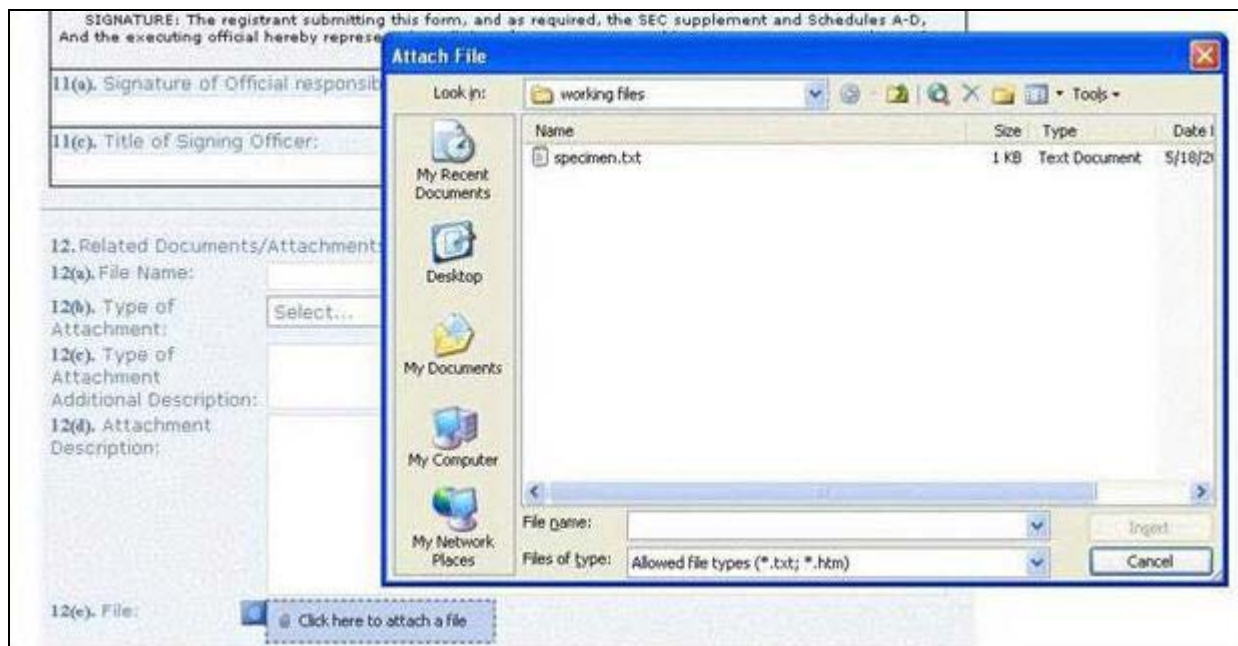 SIGNATURE: The registrant submitting this form, and as required, the SEC supplement and Schedules A-D,
And the executing official hereby represe
11(a). Signature of Official responsib
11(c). Title of Signing Officer:
12. Related Documents/Attachments
12(a). File Name:
12(b). Type of
Attachment:
Select...
12(c). Type of
Attachment
Additional Description:
12(d). Attachment
Description:
12(e). File:
Click here to attach a file
Attach File
Look in:
working files
Tools
Name
Size
Type
Date
specimen.txt
1 KB
Text Document
5/18/2
My Recent
Documents
Desktop
My Documents
My Computer
My Network
Places
File name:
Insert
Files of type:
Allowed file types (*.txt; *.htm)
Cancel